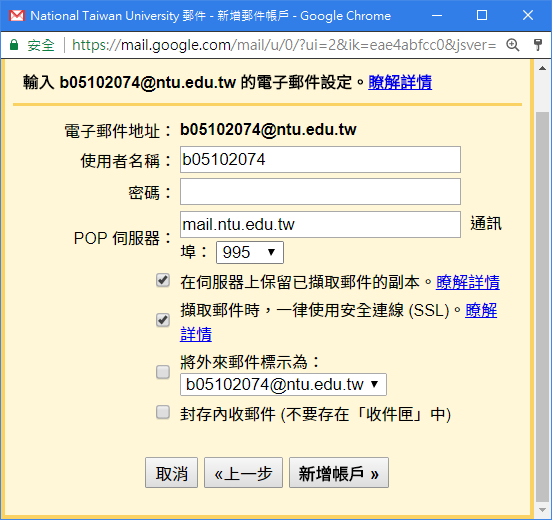 National Taiwan University 郵件 - 新增郵件帳戶 - Google Chrome
安全 https://mail.google.com/mail/u/0/?ui=2&ik=eae4abfcc0&jsver=
輸入 b05102074@ntu.edu.tw 的電子郵件設定。瞭解詳情
電子郵件地址： b05102074@ntu.edu.tw
使用者名稱： b05102074
密碼：
POP 伺服器： mail.ntu.edu.tw 通訊
埠： 995
在伺服器上保留已擷取郵件的副本。瞭解詳情
擷取郵件時，一律使用安全連線 (SSL)。瞭解
詳情
將外來郵件標示為：
b05102074@ntu.edu.tw
封存內收郵件 (不要存在「收件匣」中)
取消 «上一步 新增帳戶 »